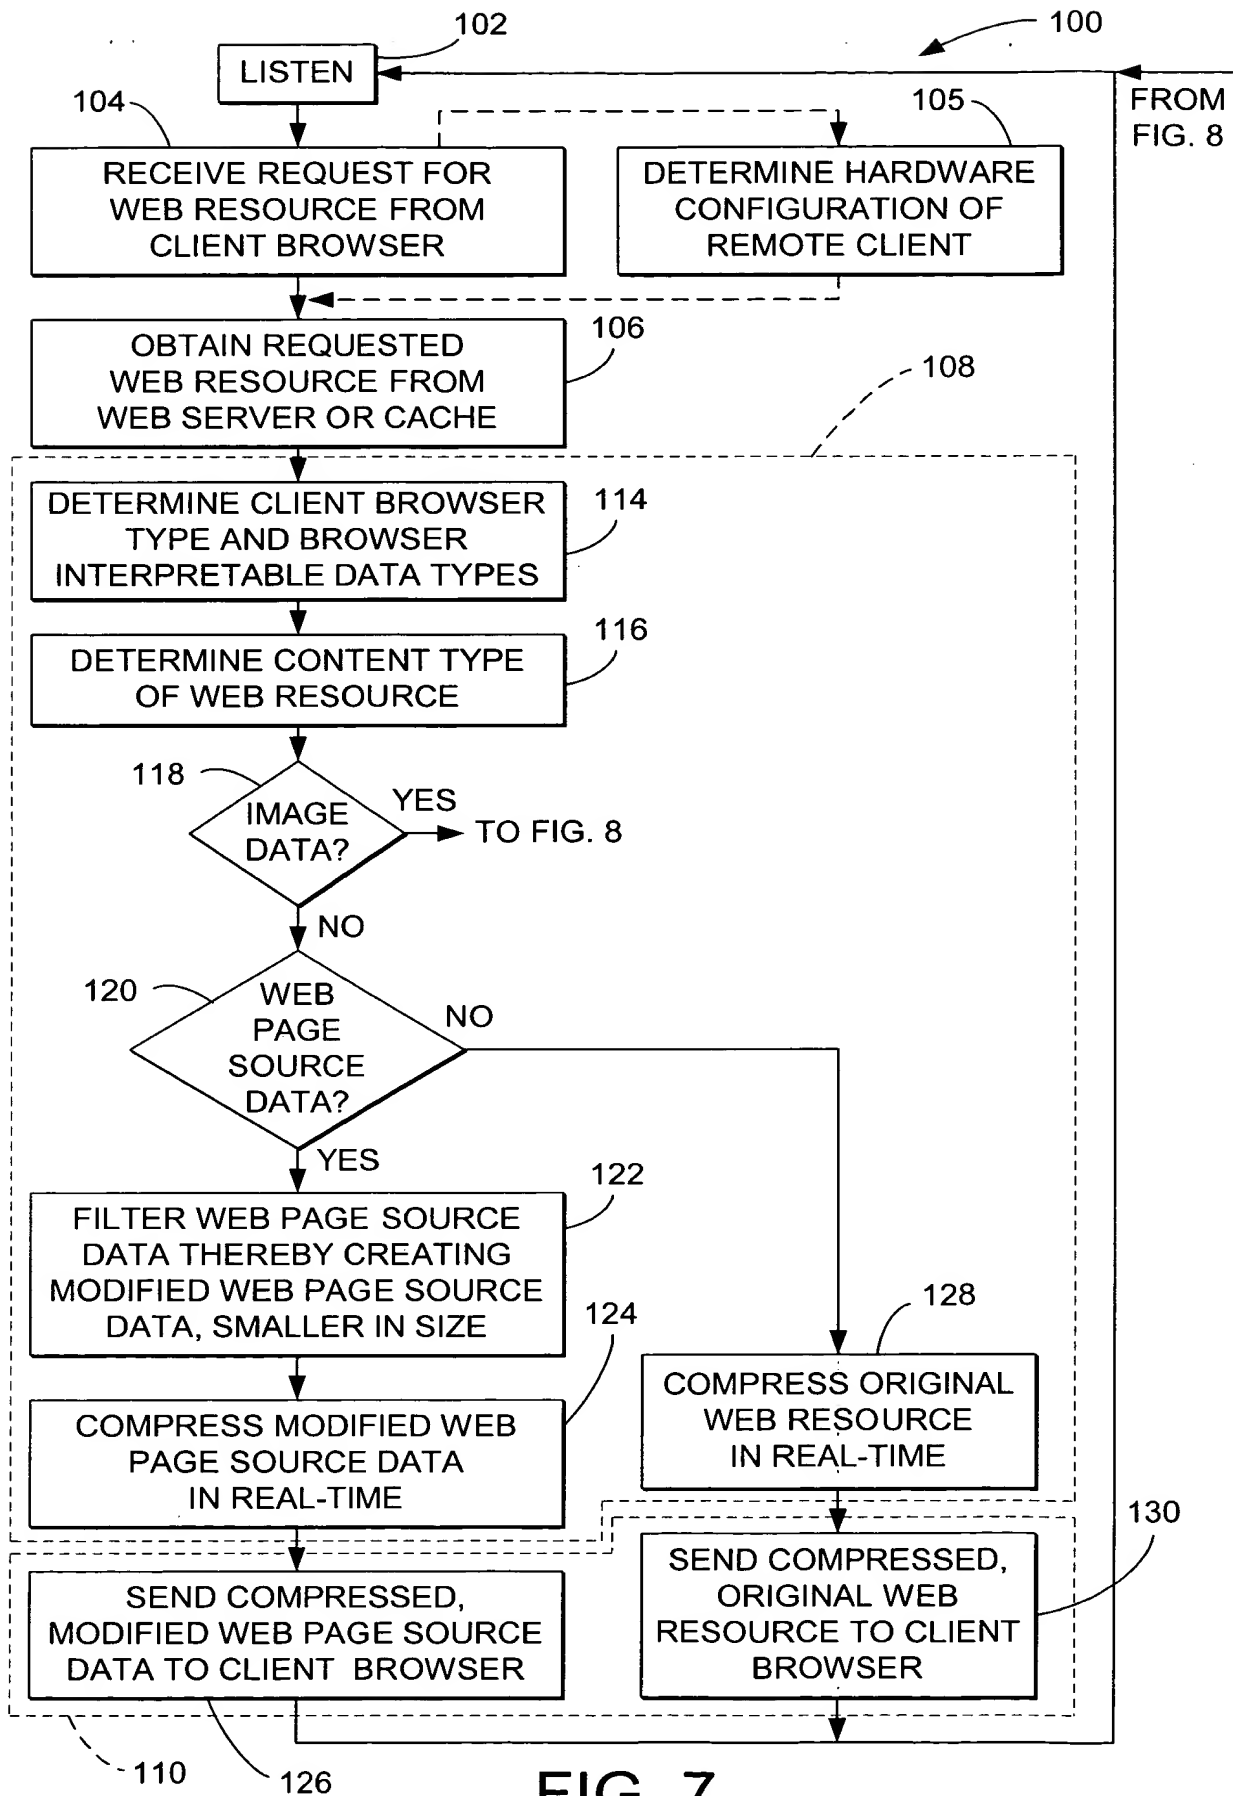 102
100
LISTEN
104
105
FROM
FIG. 8
RECEIVE REQUEST FOR
WEB RESOURCE FROM
CLIENT BROWSER
DETERMINE HARDWARE
CONFIGURATION OF
REMOTE CLIENT
106
OBTAIN REQUESTED
WEB RESOURCE FROM
WEB SERVER OR CACHE
108
DETERMINE CLIENT BROWSER
TYPE AND BROWSER
INTERPRETABLE DATA TYPES
114
116
DETERMINE CONTENT TYPE
OF WEB RESOURCE
118
IMAGE
DATA?
YES
TO FIG. 8
NO
120
WEB
PAGE
SOURCE
DATA?
NO
YES
122
FILTER WEB PAGE SOURCE
DATA THEREBY CREATING
MODIFIED WEB PAGE SOURCE
DATA, SMALLER IN SIZE
124
128
COMPRESS MODIFIED WEB
PAGE SOURCE DATA
IN REAL-TIME
COMPRESS ORIGINAL
WEB RESOURCE
IN REAL-TIME
130
SEND COMPRESSED,
MODIFIED WEB PAGE SOURCE
DATA TO CLIENT BROWSER
SEND COMPRESSED,
ORIGINAL WEB
RESOURCE TO CLIENT
BROWSER
110
126
FIG. 7